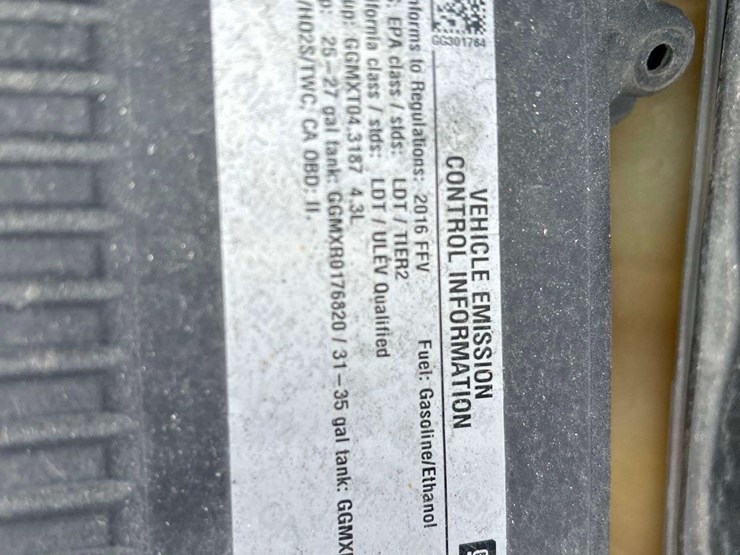 GG301764
VEHICLE EMISSION
CONTROL INFORMATION
nforms to Regulations: 2016 FFV Fuel: Gasoline/Ethanol
: EPA class / stds: LDT / TIER2
ifornia class / stds: LDT / ULEV Qualified
up: GGMXT04.3187 4.3L
p: 25–27 gal tank: GGMXR0176820 / 31–35 gal tank: GGMX
/HO2S/TWC, CA OBD: II.